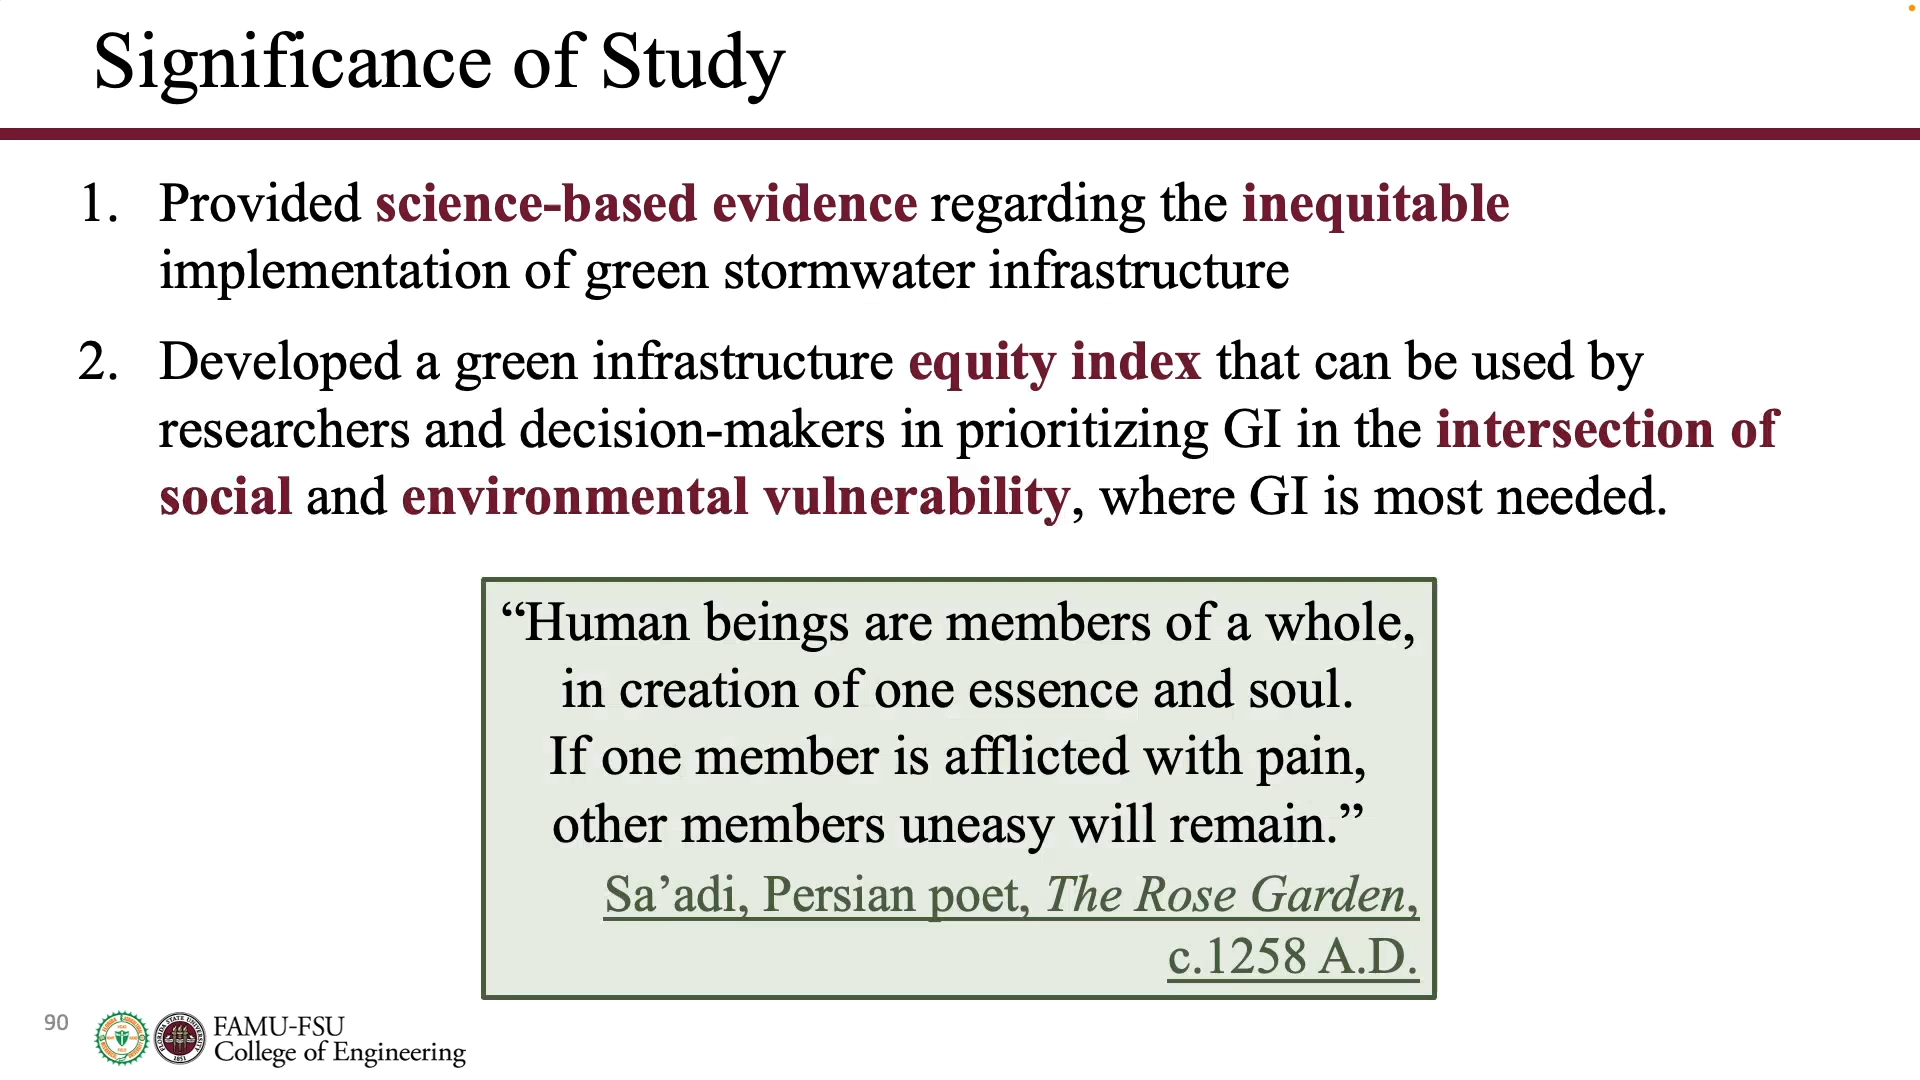 Significance of Study
1. Provided science-based evidence regarding the inequitable
implementation of green stormwater infrastructure
2. Developed a green infrastructure equity index that can be used by
researchers and decision-makers in prioritizing GI in the intersection of
social and environmental vulnerability, where GI is most needed.
“Human beings are members of a whole,
in creation of one essence and soul.
If one member is afflicted with pain,
other members uneasy will remain.”
Sa’adi, Persian poet, The Rose Garden,
c.1258 A.D.
90
FAMU-FSU
College of Engineering